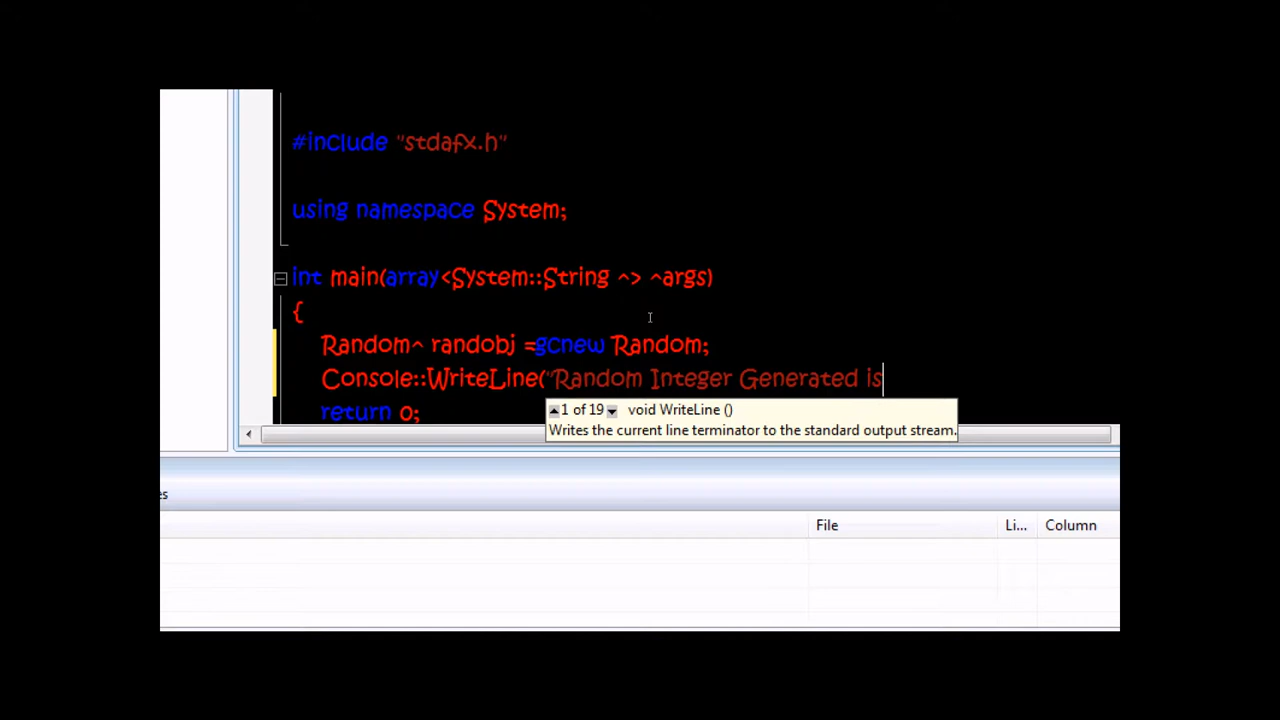 #include "stdafx.h"
using namespace System;
int main(array<System::String ^> ^args)
{
Random^ randobj =gcnew Random;
Console::WriteLine("Random Integer Generated is
return 0;
1 of 19 void WriteLine ()
Writes the current line terminator to the standard output stream.
es
File Li... Column